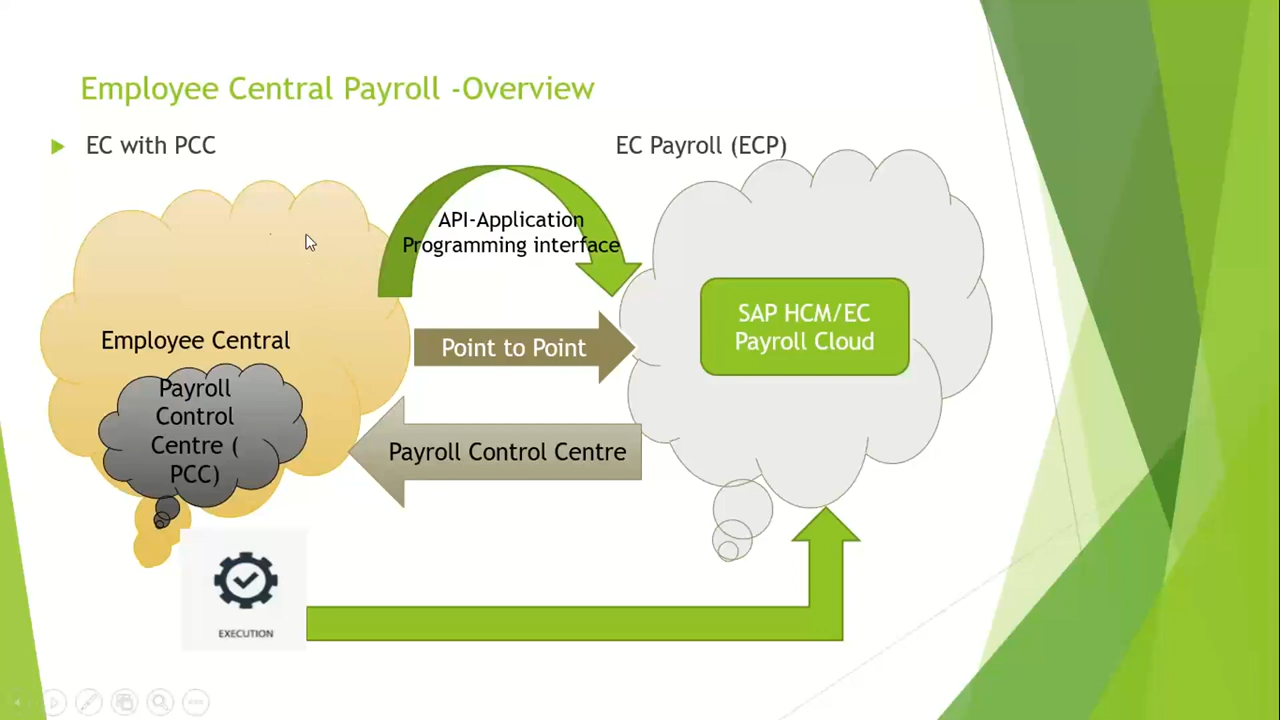 Employee Central Payroll -Overview
EC with PCC
EC Payroll (ECP)
API-Application
Programming interface
SAP HCM/EC
Payroll Cloud
Employee Central
Point to Point
Payroll
Control
Centre (
PCC)
Payroll Control Centre
EXECUTION